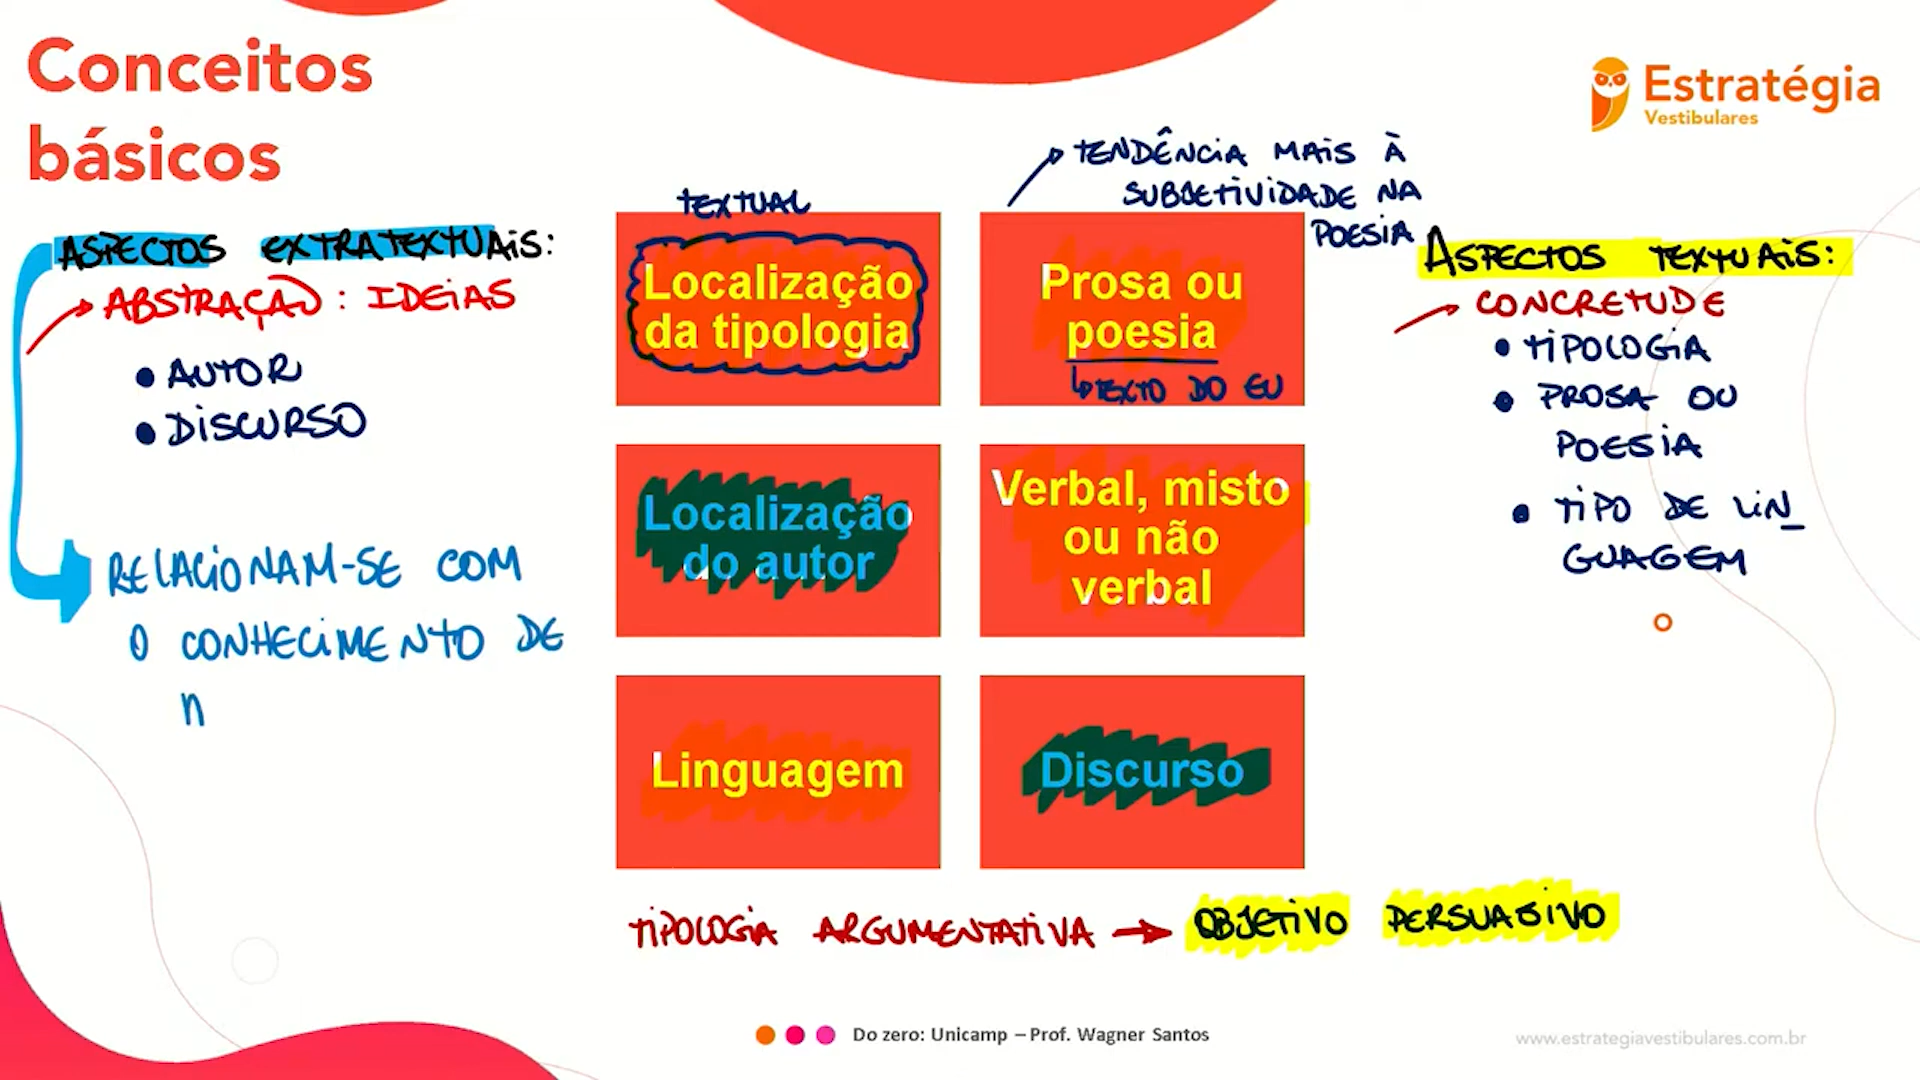 Conceitos
básicos
Estratégia
Vestibulares
ASPECTOS EXTRATEXTUAIS:
ABSTRAÇÃO: IDEIAS
• AUTOR
• DISCURSO
RELACIONAM-SE COM
O CONHECIMENTO DE
n
TEXTUAL
Localização
da tipologia
TENDÊNCIA MAIS À
SUBJETIVIDADE NA
POESIA
Prosa ou
poesia
TEXTO DO EU
Localização
do autor
Verbal, misto
ou não
verbal
Linguagem
Discurso
ASPECTOS TEXTUAIS:
CONCRETUDE
• TIPOLOGIA
• PROSA OU
POESIA
• TIPO DE LIN
GUAGEM
TIPOLOGIA ARGUMENTATIVA → OBJETIVO PERSUASIVO
Do zero: Unicamp – Prof. Wagner Santos
www.estrategiavestibulares.com.br